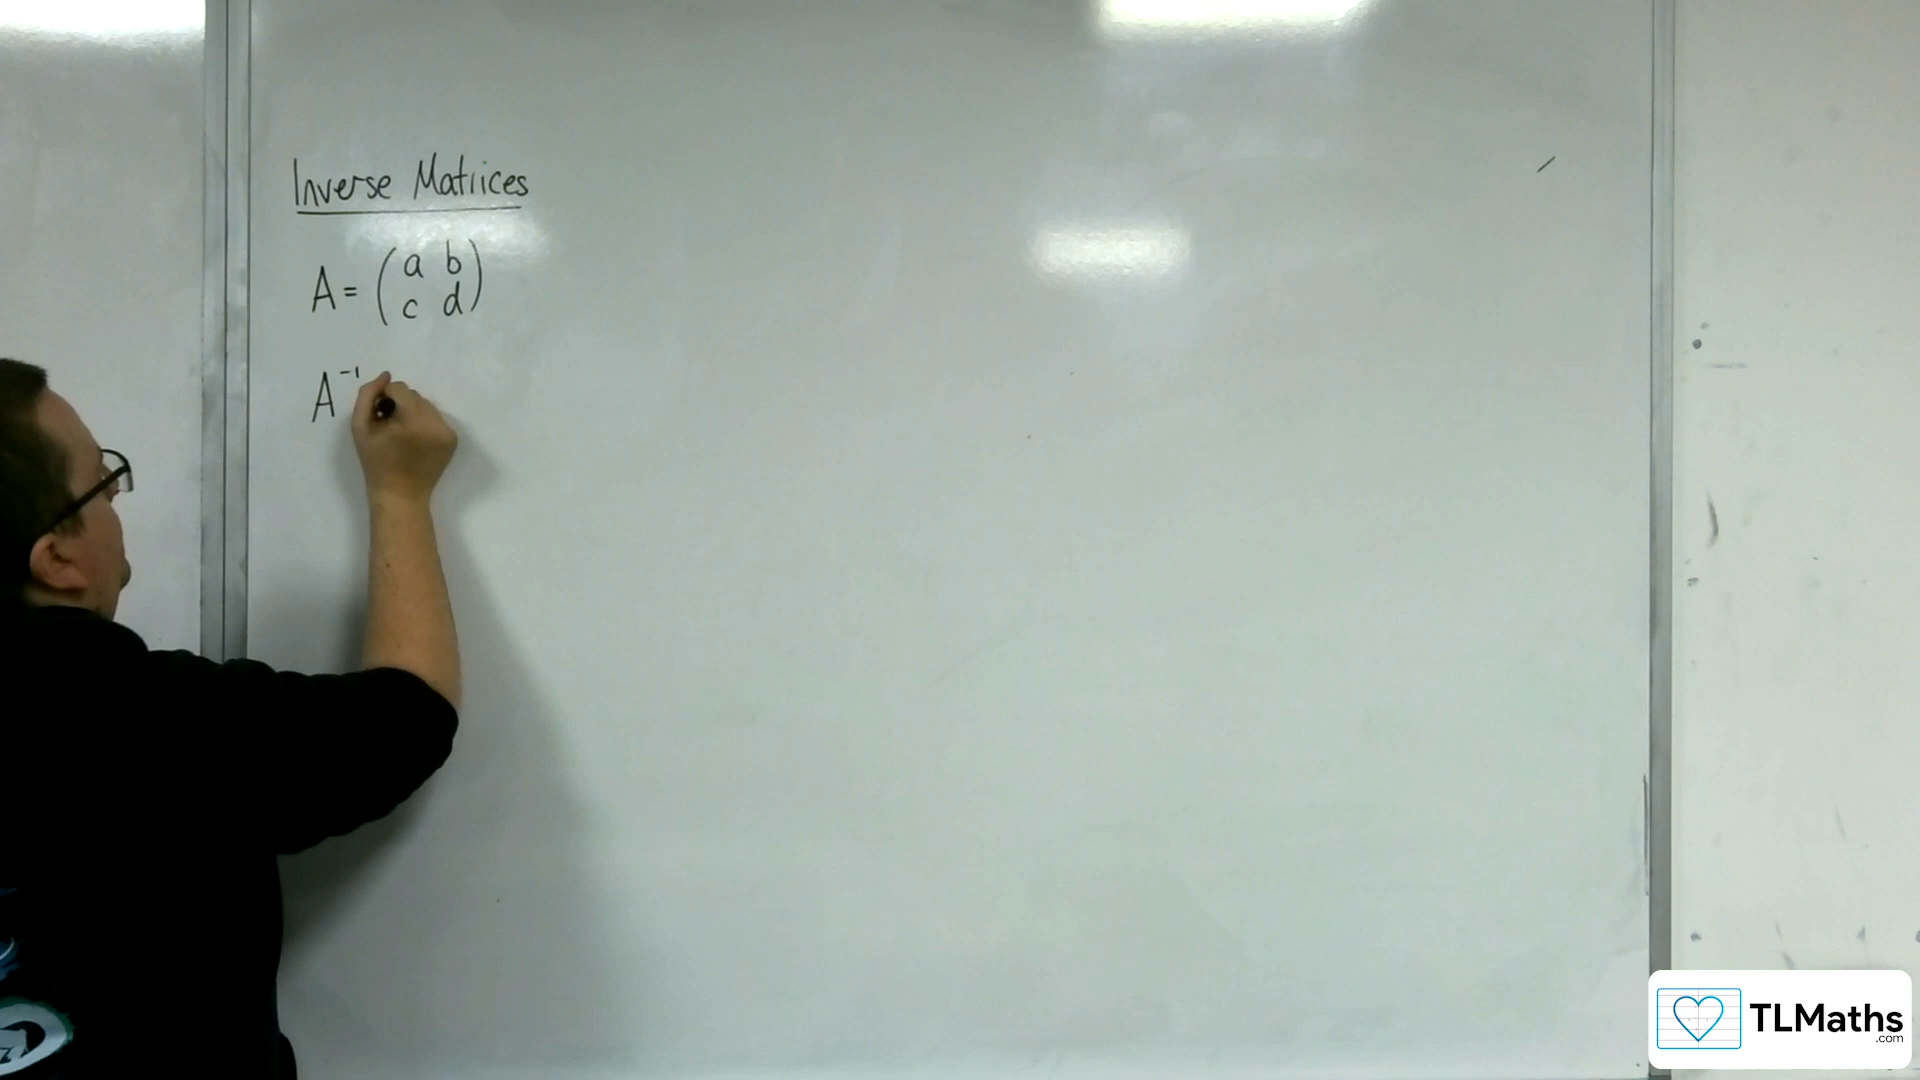 Inverse Matrices
A = (a b
c d)
A⁻¹
TLMaths
.com